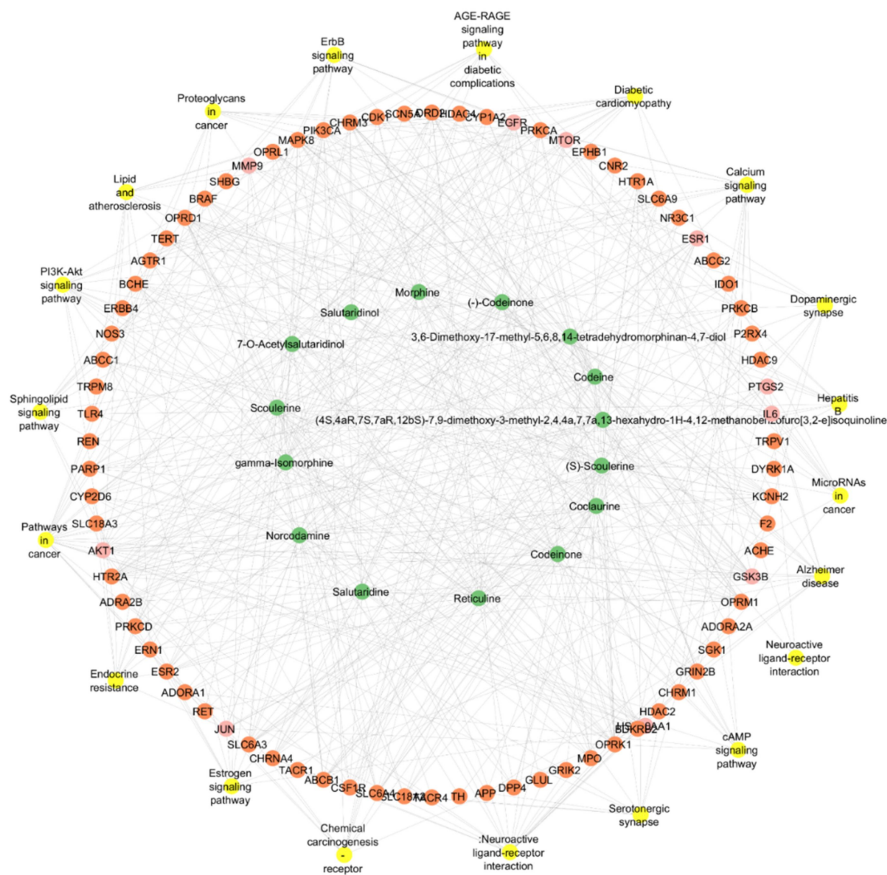 AGE-RAGE
signaling
pathway
in
diabetic
complications
ErbB
signaling
pathway
Diabetic
cardiomyopathy
Proteoglycans
in
cancer
Calcium
signaling
pathway
Lipid
and
atherosclerosis
PI3K-Akt
signaling
pathway
Dopaminergic
synapse
Sphingolipid
signaling
pathway
Hepatitis
B
MicroRNAs
in
cancer
Pathways
in
cancer
Alzheimer
disease
Neuroactive
ligand-receptor
interaction
Endocrine
resistance
cAMP
signaling
pathway
Estrogen
signaling
pathway
Serotonergic
synapse
Chemical
carcinogenesis
-
receptor
:Neuroactive
ligand-receptor
interaction
CHRM3
CDK1
SCN5A
DRD2
HDAC4
CYP1A2
EGFR
PRKCA
MTOR
EPHB1
CNR2
HTR1A
SLC6A9
NR3C1
ESR1
ABCG2
IDO1
PRKCB
P2RX4
HDAC9
PTGS2
IL6
TRPV1
DYRK1A
KCNH2
F2
ACHE
GSK3B
OPRM1
ADORA2A
SGK1
GRIN2B
CHRM1
HDAC2
BDKRB2
OPRK1
MPO
GRIK2
GLUL
DPP4
APP
TH
TACR4
SLC6A4
CSF1R
ABCB1
TACR1
CHRNA4
SLC6A3
JUN
RET
ADORA1
ESR2
ERN1
PRKCD
ADRA2B
HTR2A
AKT1
SLC18A3
CYP2D6
PARP1
REN
TLR4
TRPM8
ABCC1
NOS3
ERBB4
BCHE
AGTR1
TERT
OPRD1
BRAF
SHBG
MMP9
OPRL1
MAPK8
PIK3CA
Morphine
(-)-Codeinone
Salutaridinol
3,6-Dimethoxy-17-methyl-5,6,8,14-tetradehydromorphinan-4,7-diol
7-O-Acetylsalutaridinol
Codeine
Scoulerine
(4S,4aR,7S,7aR,12bS)-7,9-dimethoxy-3-methyl-2,4,4a,7,7a,13-hexahydro-1H-4,12-methanobenzofuro[3,2-e]isoquinoline
gamma-Isomorphine
(S)-Scoulerine
Coclaurine
Norcodamine
Codeinone
Salutaridine
Reticuline